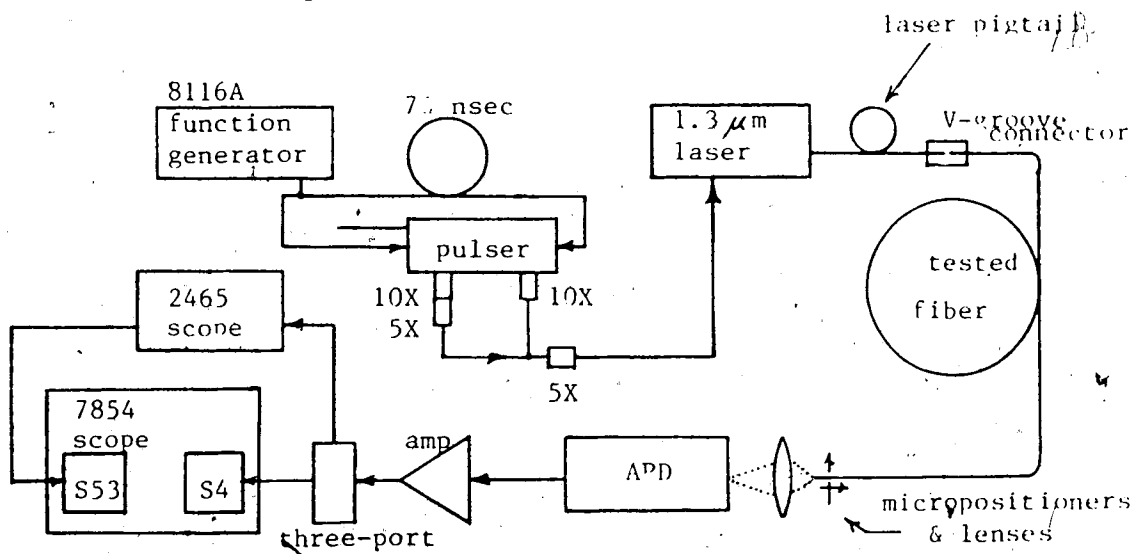 laser pigtail
8116A
function
generator
nsec
1.3 μm
laser
V-groove
connector
pulser
10X
5X
10X
5X
tested
fiber
2465
scope
7854
scope
S53
S4
amp
APD
three-port
micropositioners
& lenses